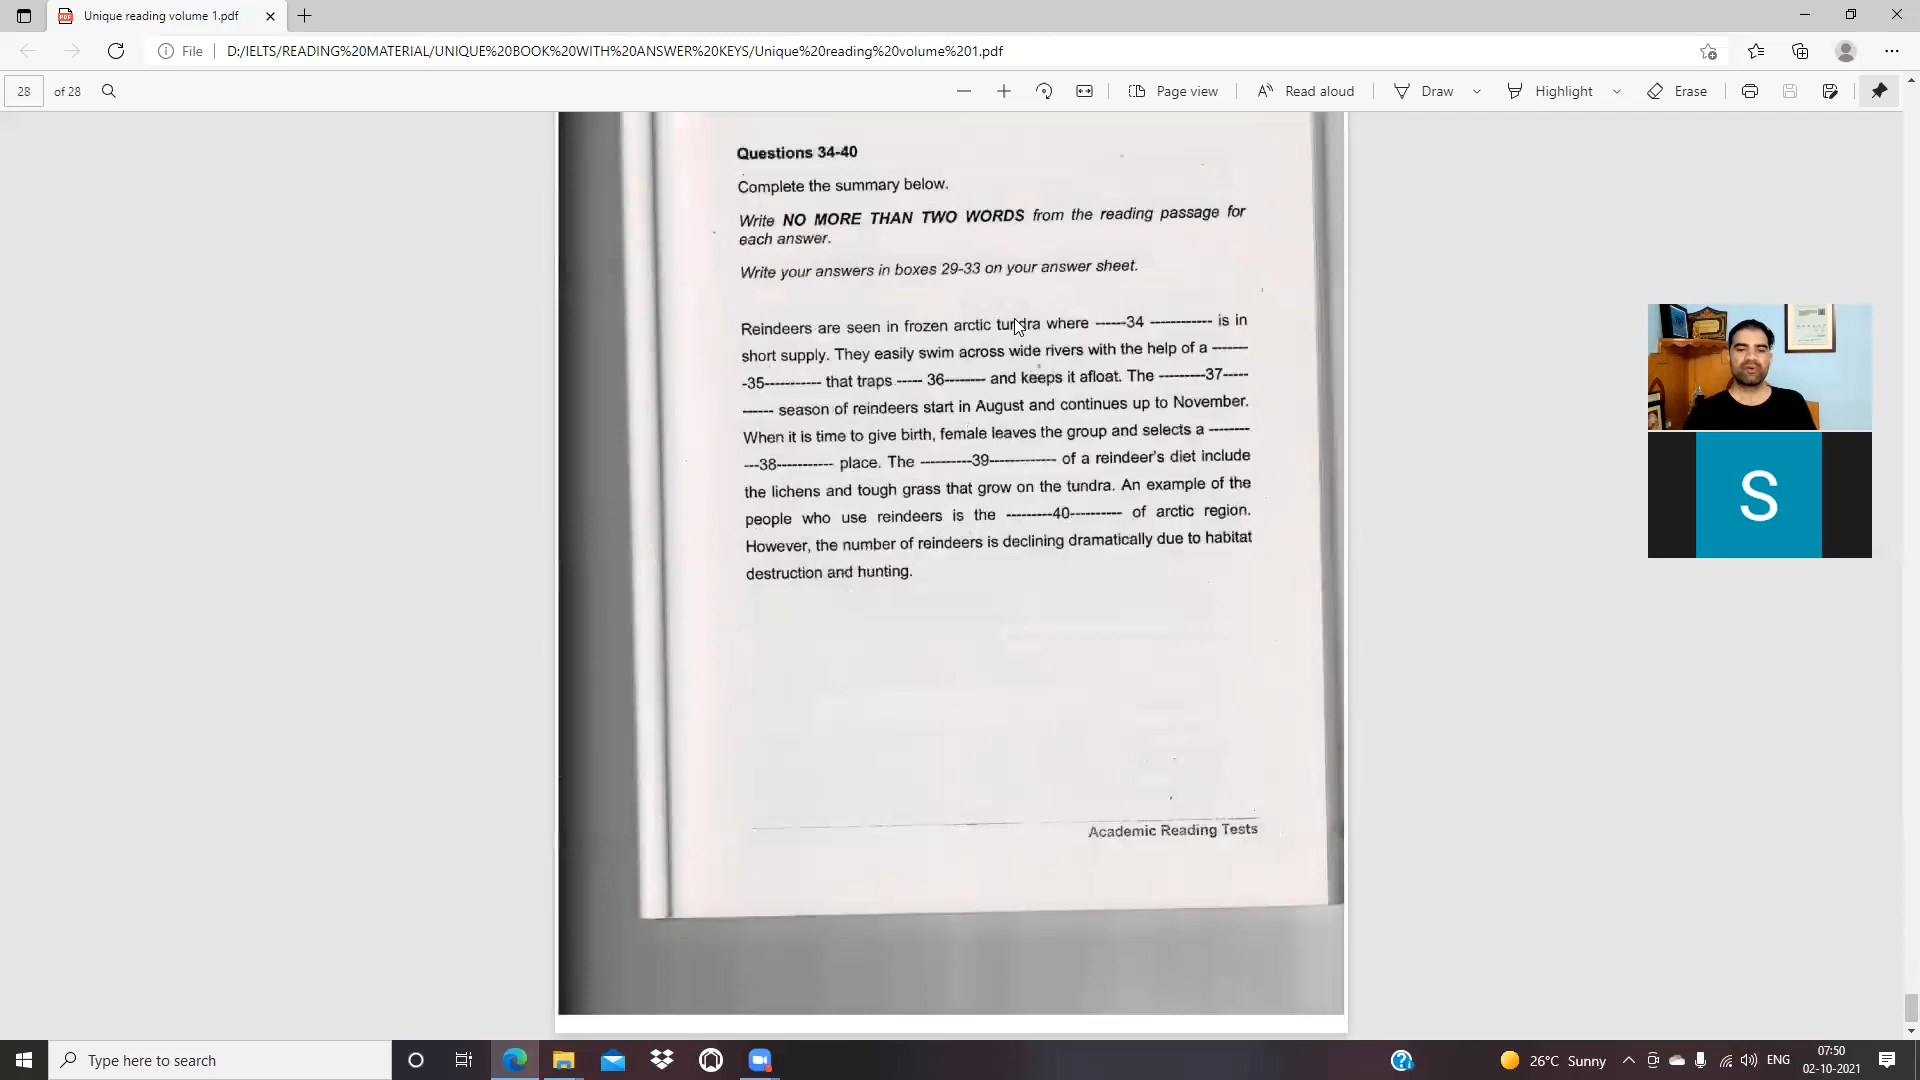 Unique reading volume 1.pdf
File
D:/IELTS/READING%20MATERIAL/UNIQUE%20BOOK%20WITH%20ANSWER%20KEYS/Unique%20reading%20volume%201.pdf
28 of 28
Page view
Read aloud
Draw
Highlight
Erase
Questions 34-40
Complete the summary below.
Write NO MORE THAN TWO WORDS from the reading passage for
each answer.
Write your answers in boxes 29-33 on your answer sheet.
Reindeers are seen in frozen arctic tundra where ------34 ------------ is in
short supply. They easily swim across wide rivers with the help of a -------
-35----------- that traps ----- 36-------- and keeps it afloat. The ---------37-----
------ season of reindeers start in August and continues up to November.
When it is time to give birth, female leaves the group and selects a --------
---38----------- place. The ----------39------------- of a reindeer's diet include
the lichens and tough grass that grow on the tundra. An example of the
people who use reindeers is the ---------40---------- of arctic region.
However, the number of reindeers is declining dramatically due to habitat
destruction and hunting.
Academic Reading Tests
S
Type here to search
26°C Sunny
ENG
07:50
02-10-2021